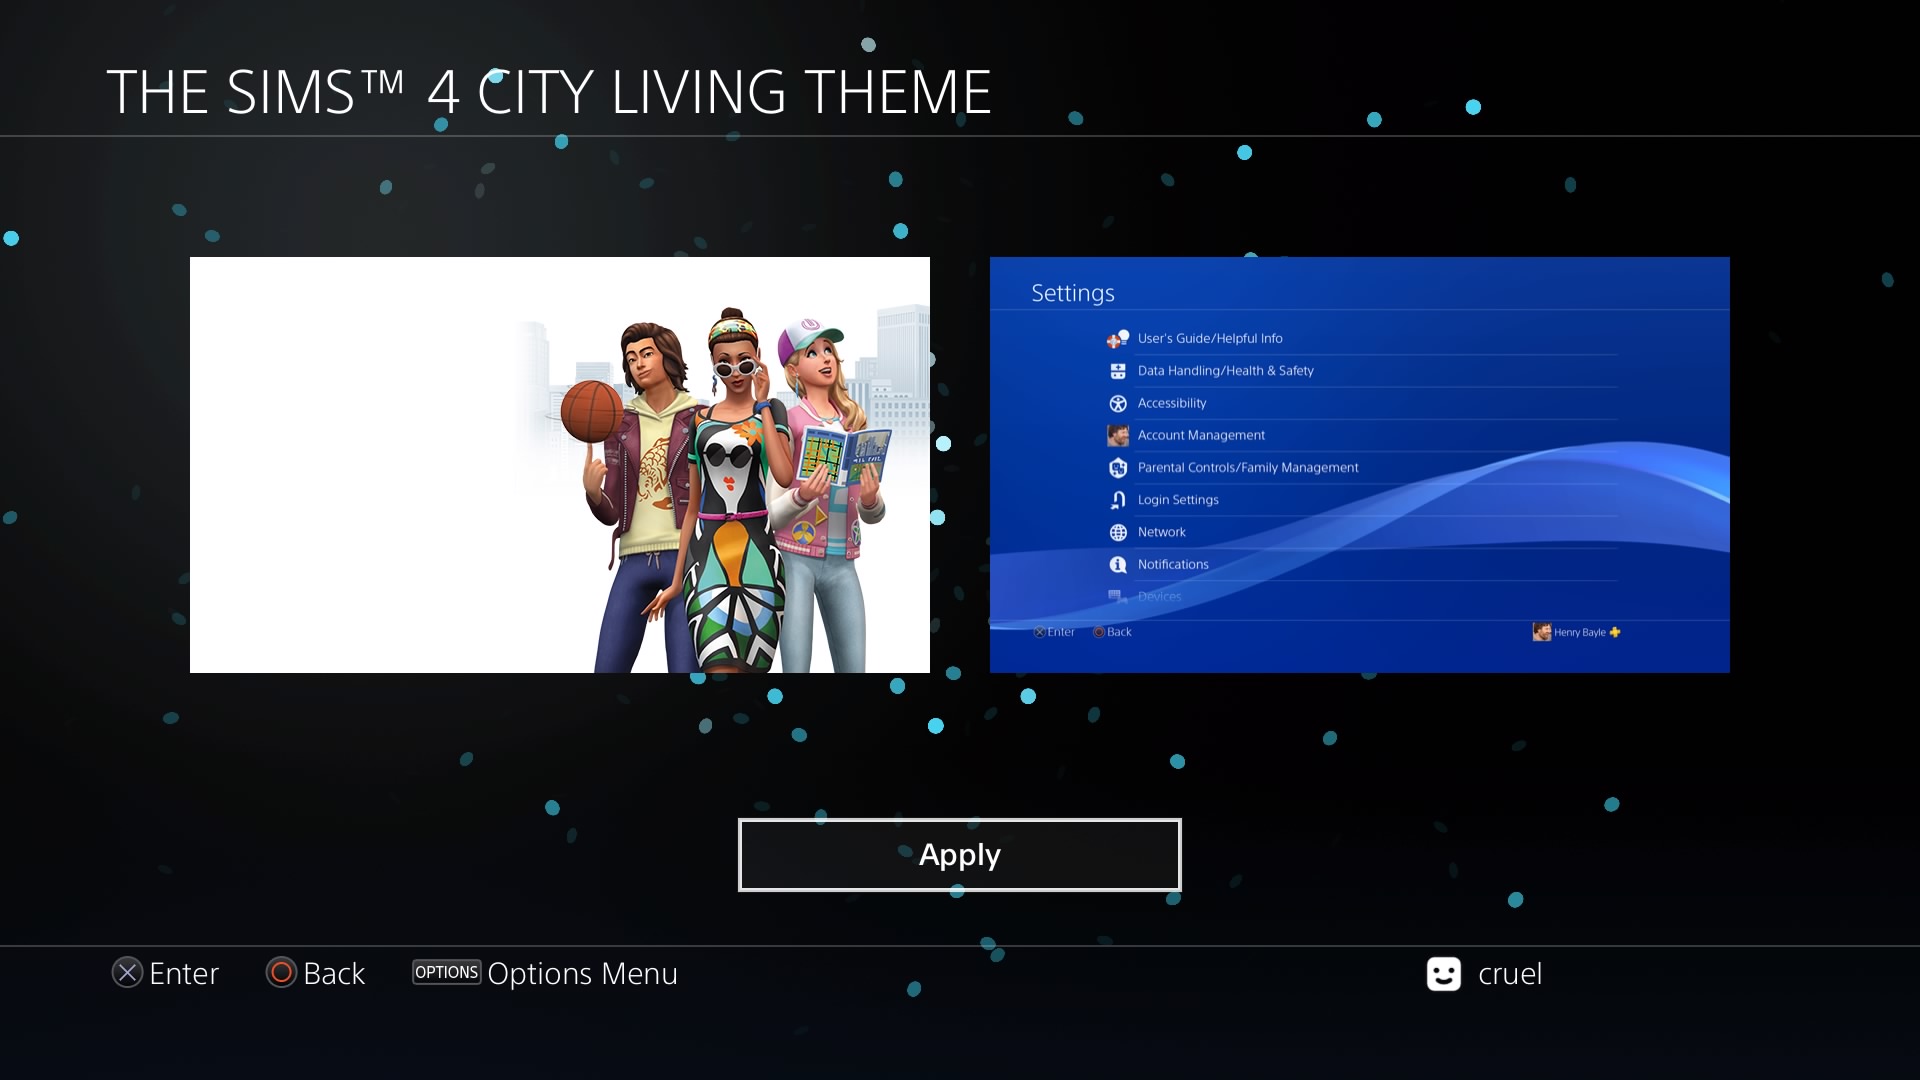 THE SIMS™ 4 CITY LIVING THEME
Settings
User's Guide/Helpful Info
Data Handling/Health & Safety
Accessibility
Account Management
Parental Controls/Family Management
Login Settings
Network
Notifications
Devices
Enter
Back
Henry Bayle
Apply
Enter
Back
OPTIONS Options Menu
cruel